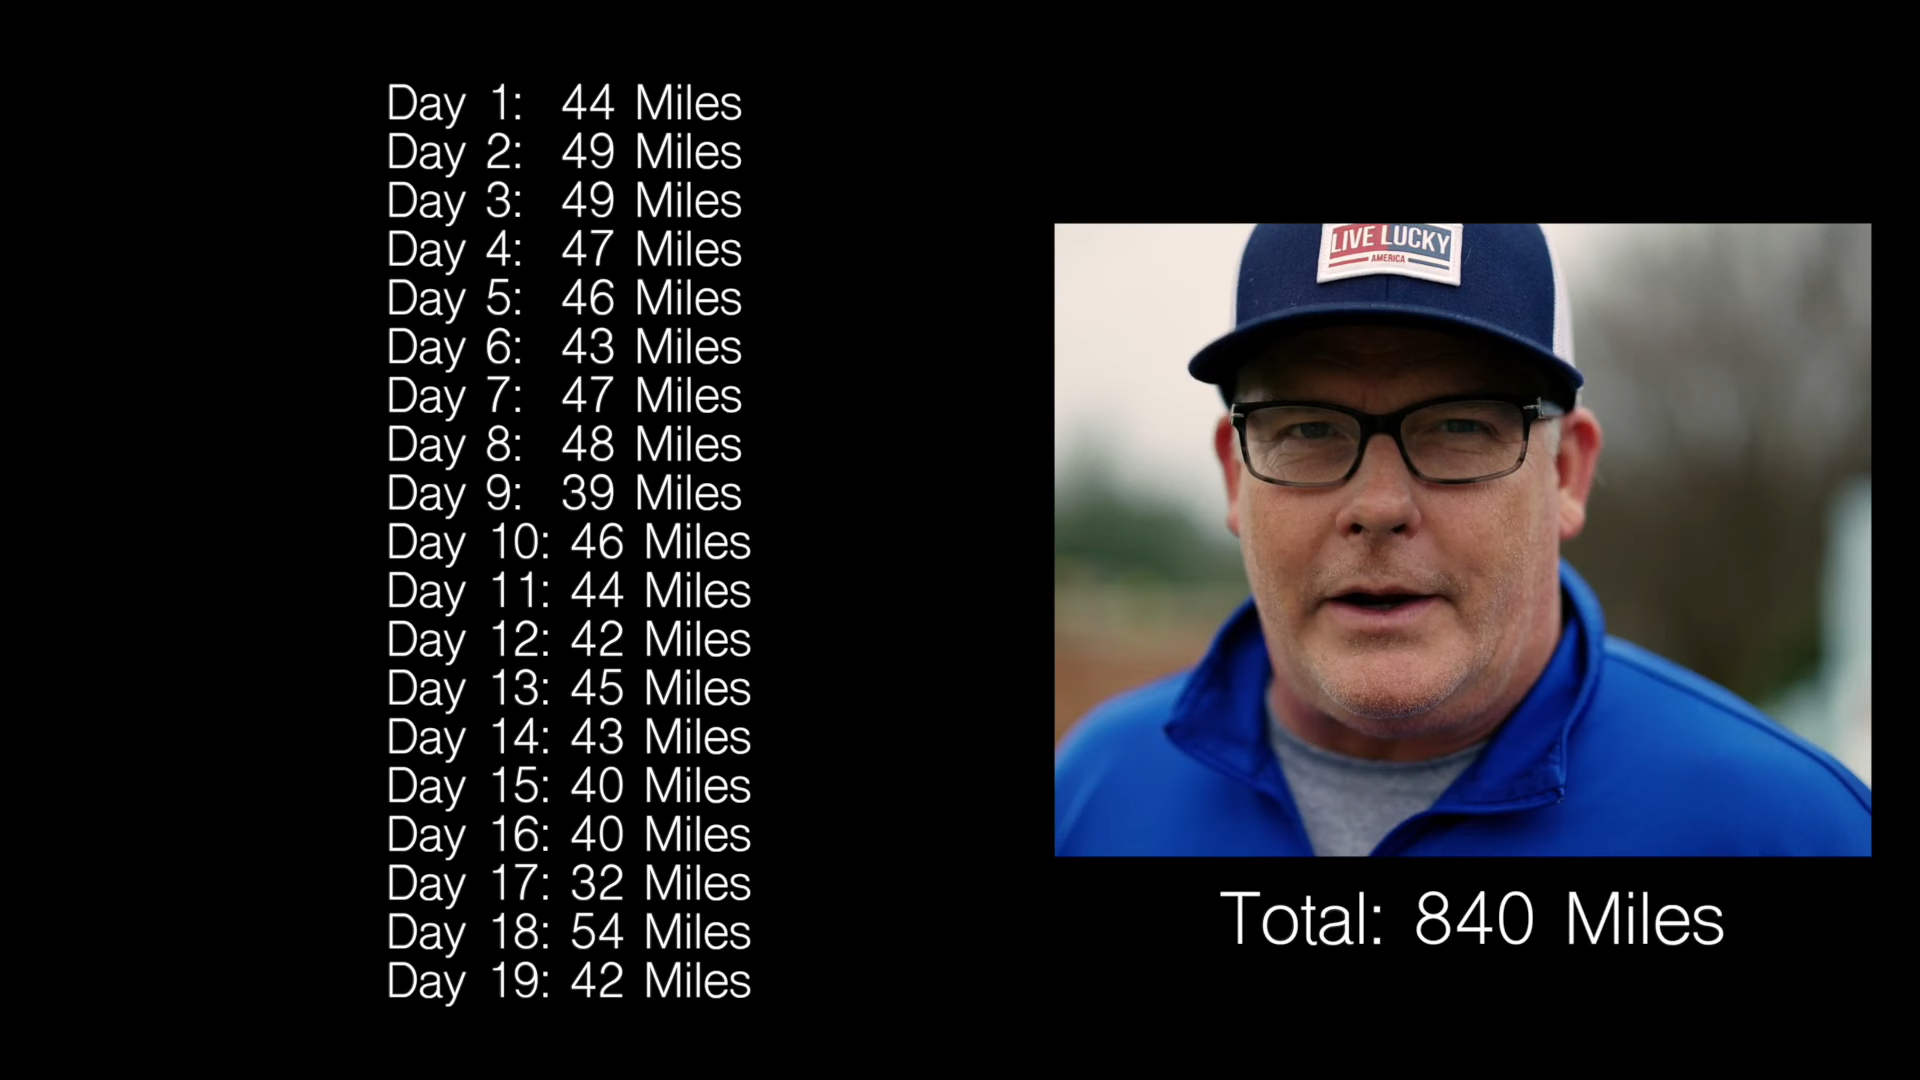 Day 1: 44 Miles
Day 2: 49 Miles
Day 3: 49 Miles
Day 4: 47 Miles
Day 5: 46 Miles
Day 6: 43 Miles
Day 7: 47 Miles
Day 8: 48 Miles
Day 9: 39 Miles
Day 10: 46 Miles
Day 11: 44 Miles
Day 12: 42 Miles
Day 13: 45 Miles
Day 14: 43 Miles
Day 15: 40 Miles
Day 16: 40 Miles
Day 17: 32 Miles
Day 18: 54 Miles
Day 19: 42 Miles
LIVE LUCKY
AMERICA
Total: 840 Miles